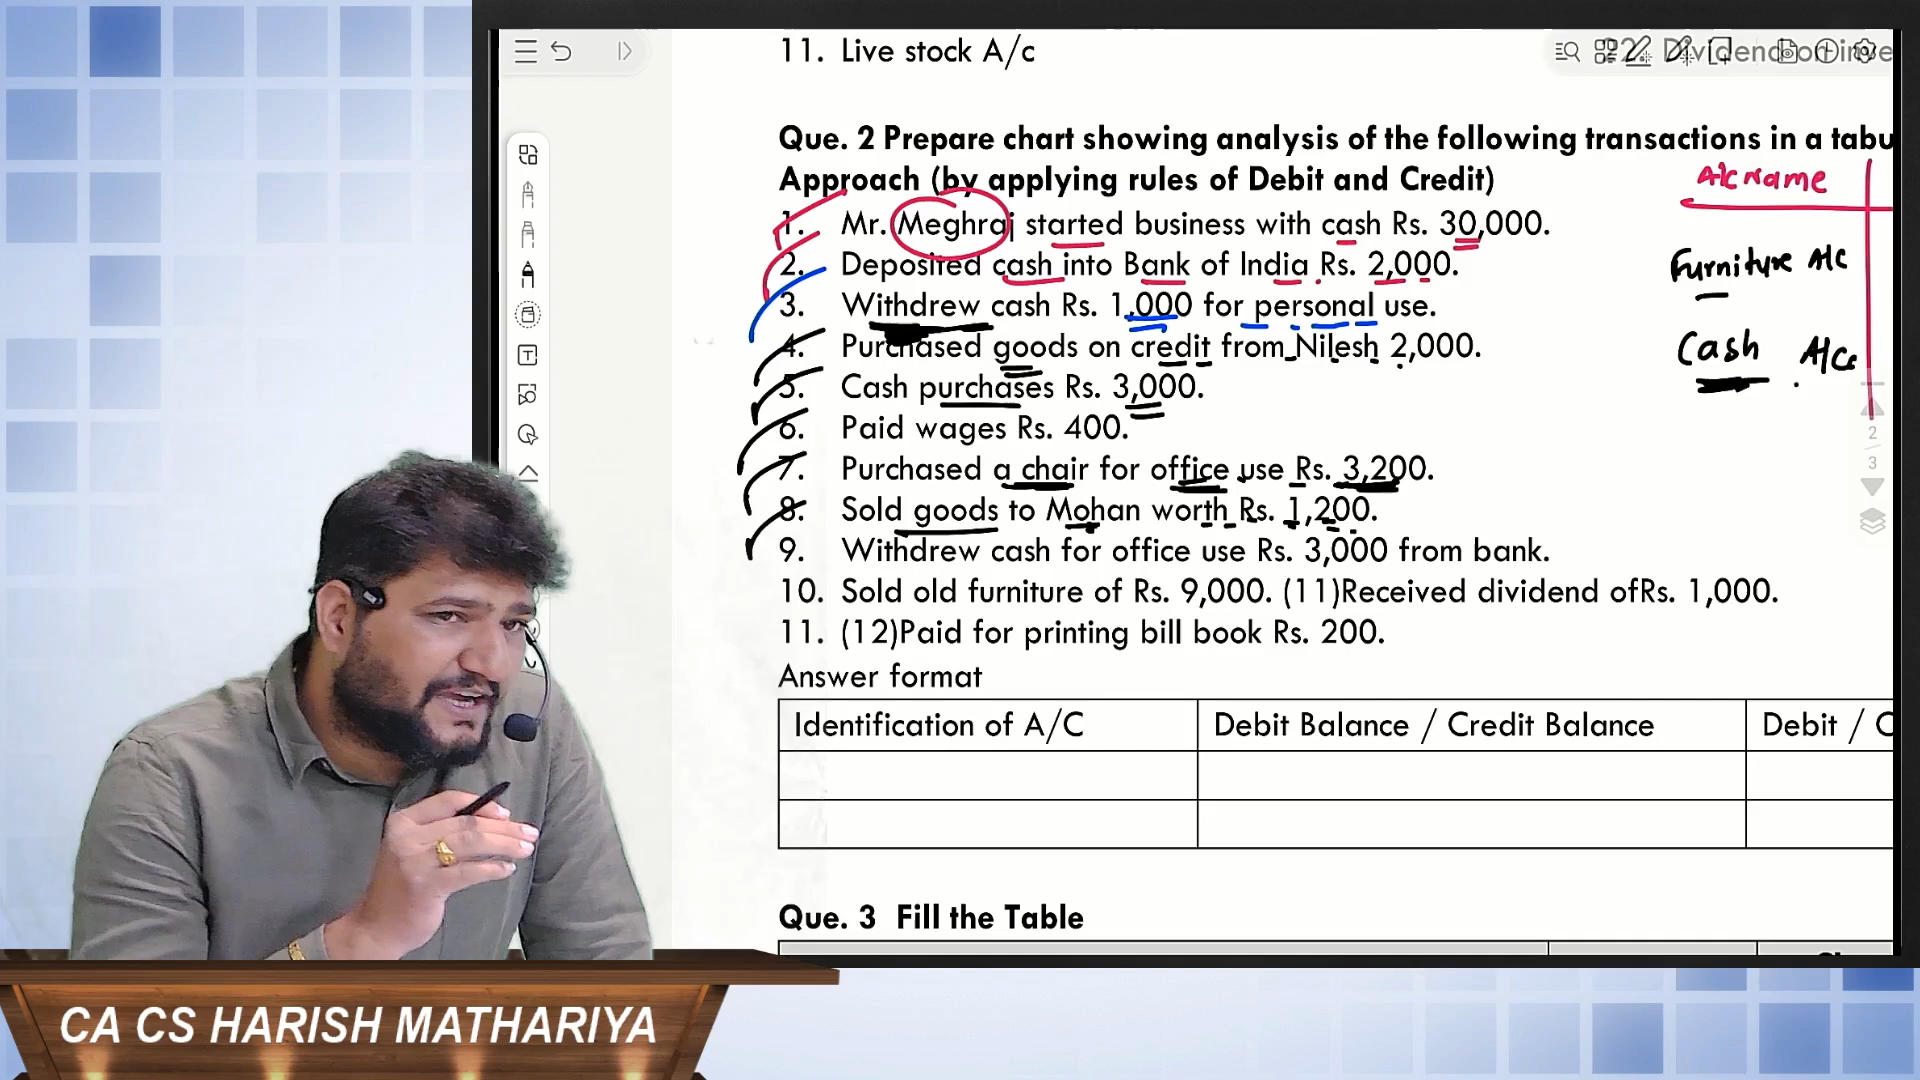 11. Live stock A/c
22. Dividend on inve
Que. 2 Prepare chart showing analysis of the following transactions in a tabu
Approach (by applying rules of Debit and Credit)
1. Mr. Meghraj started business with cash Rs. 30,000.
2. Deposited cash into Bank of India Rs. 2,000.
3. Withdrew cash Rs. 1,000 for personal use.
4. Purchased goods on credit from Nilesh 2,000.
5. Cash purchases Rs. 3,000.
6. Paid wages Rs. 400.
7. Purchased a chair for office use Rs. 3,200.
8. Sold goods to Mohan worth Rs. 1,200.
9. Withdrew cash for office use Rs. 3,000 from bank.
10. Sold old furniture of Rs. 9,000. (11)Received dividend ofRs. 1,000.
11. (12)Paid for printing bill book Rs. 200.
A/c Name
Furniture A/c
Cash A/c
2
3
Answer format
Identification of A/C Debit Balance / Credit Balance Debit / C
Que. 3 Fill the Table
CA CS HARISH MATHARIYA